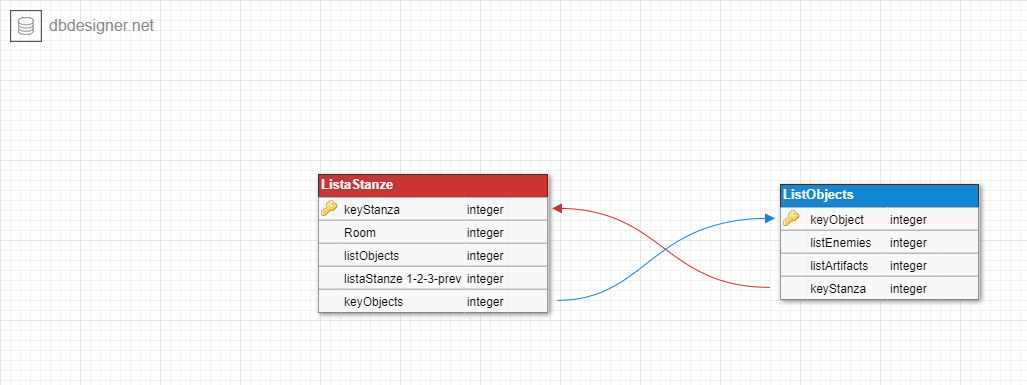 dbdesigner.net
ListaStanze
keyStanza integer
Room integer
listObjects integer
listaStanze 1-2-3-prev integer
keyObjects integer
ListObjects
keyObject integer
listEnemies integer
listArtifacts integer
keyStanza integer